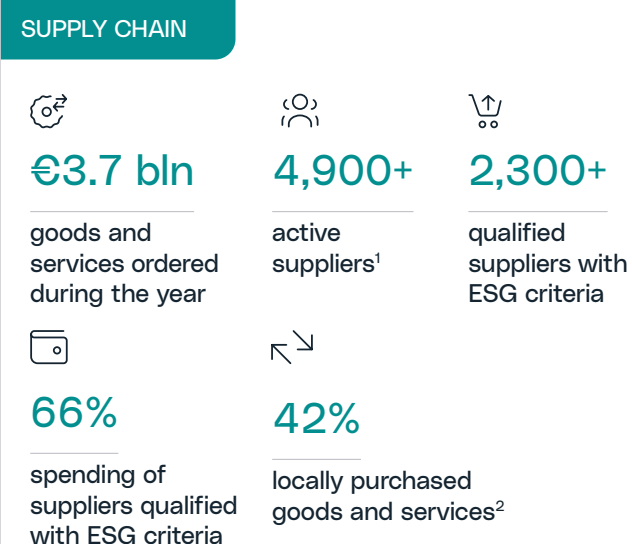 SUPPLY CHAIN
€3.7 bln
goods and
services ordered
during the year
4,900+
active
suppliers¹
2,300+
qualified
suppliers with
ESG criteria
66%
spending of
suppliers qualified
with ESG criteria
42%
locally purchased
goods and services²